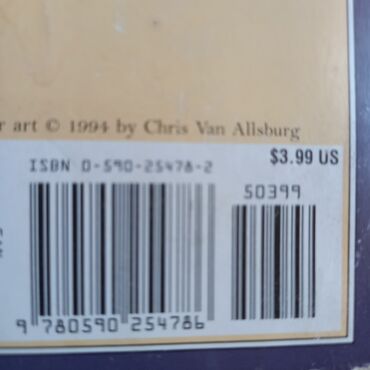 r art © 1994 by Chris Van Allsburg
$3.99 US
ISBN 0-590-25478-2
50399
9 780590 254786